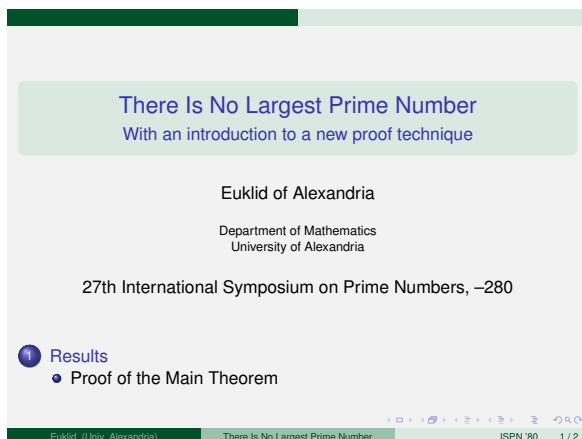 There Is No Largest Prime Number
With an introduction to a new proof technique
Euklid of Alexandria
Department of Mathematics
University of Alexandria
27th International Symposium on Prime Numbers, –280
1 Results
Proof of the Main Theorem
Euklid (Univ. Alexandria) There Is No Largest Prime Number ISPN '80 1 / 2